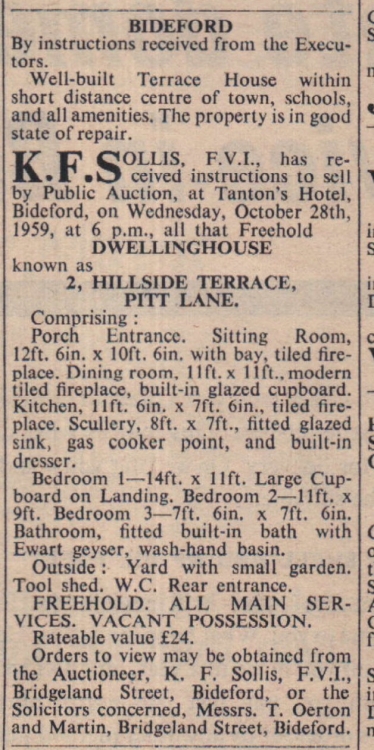 BIDEFORD
By instructions received from the Execu-
tors.
Well-built Terrace House within
short distance centre of town, schools,
and all amenities. The property is in good
state of repair.
K.F.SOLLIS, F.V.I., has re-
ceived instructions to sell
by Public Auction, at Tanton's Hotel,
Bideford, on Wednesday, October 28th,
1959, at 6 p.m., all that Freehold
DWELLINGHOUSE
known as
2, HILLSIDE TERRACE,
PITT LANE.
Comprising :
Porch Entrance. Sitting Room,
12ft. 6in. x 10ft. 6in. with bay, tiled fire-
place. Dining room, 11ft. x 11ft., modern
tiled fireplace, built-in glazed cupboard.
Kitchen, 11ft. 6in. x 7ft. 6in., tiled fire-
place. Scullery, 8ft. x 7ft., fitted glazed
sink, gas cooker point, and built-in
dresser.
Bedroom 1—14ft. x 11ft. Large Cup-
board on Landing. Bedroom 2—11ft. x
9ft. Bedroom 3—7ft. 6in. x 7ft. 6in.
Bathroom, fitted built-in bath with
Ewart geyser, wash-hand basin.
Outside : Yard with small garden.
Tool shed. W.C. Rear entrance.
FREEHOLD. ALL MAIN SER-
VICES. VACANT POSSESSION.
Rateable value £24.
Orders to view may be obtained from
the Auctioneer, K. F. Sollis, F.V.I.,
Bridgeland Street, Bideford, or the
Solicitors concerned, Messrs. T. Oerton
and Martin, Bridgeland Street, Bideford.